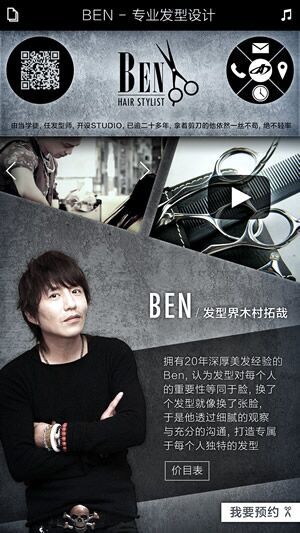 BEN - 专业发型设计
BEN
HAIR STYLIST
由当学徒, 任发型师, 开设STUDIO, 已逾二十多年, 拿着剪刀的他依然一丝不苟, 绝不轻率
BEN / 发型界木村拓哉
拥有20年深厚美发经验的
Ben, 认为发型对每个人
的重要性等同于脸, 换了
个发型就像换了张脸,
于是他透过细腻的观察
与充分的沟通, 打造专属
于每个人独特的发型
价目表
我要预约